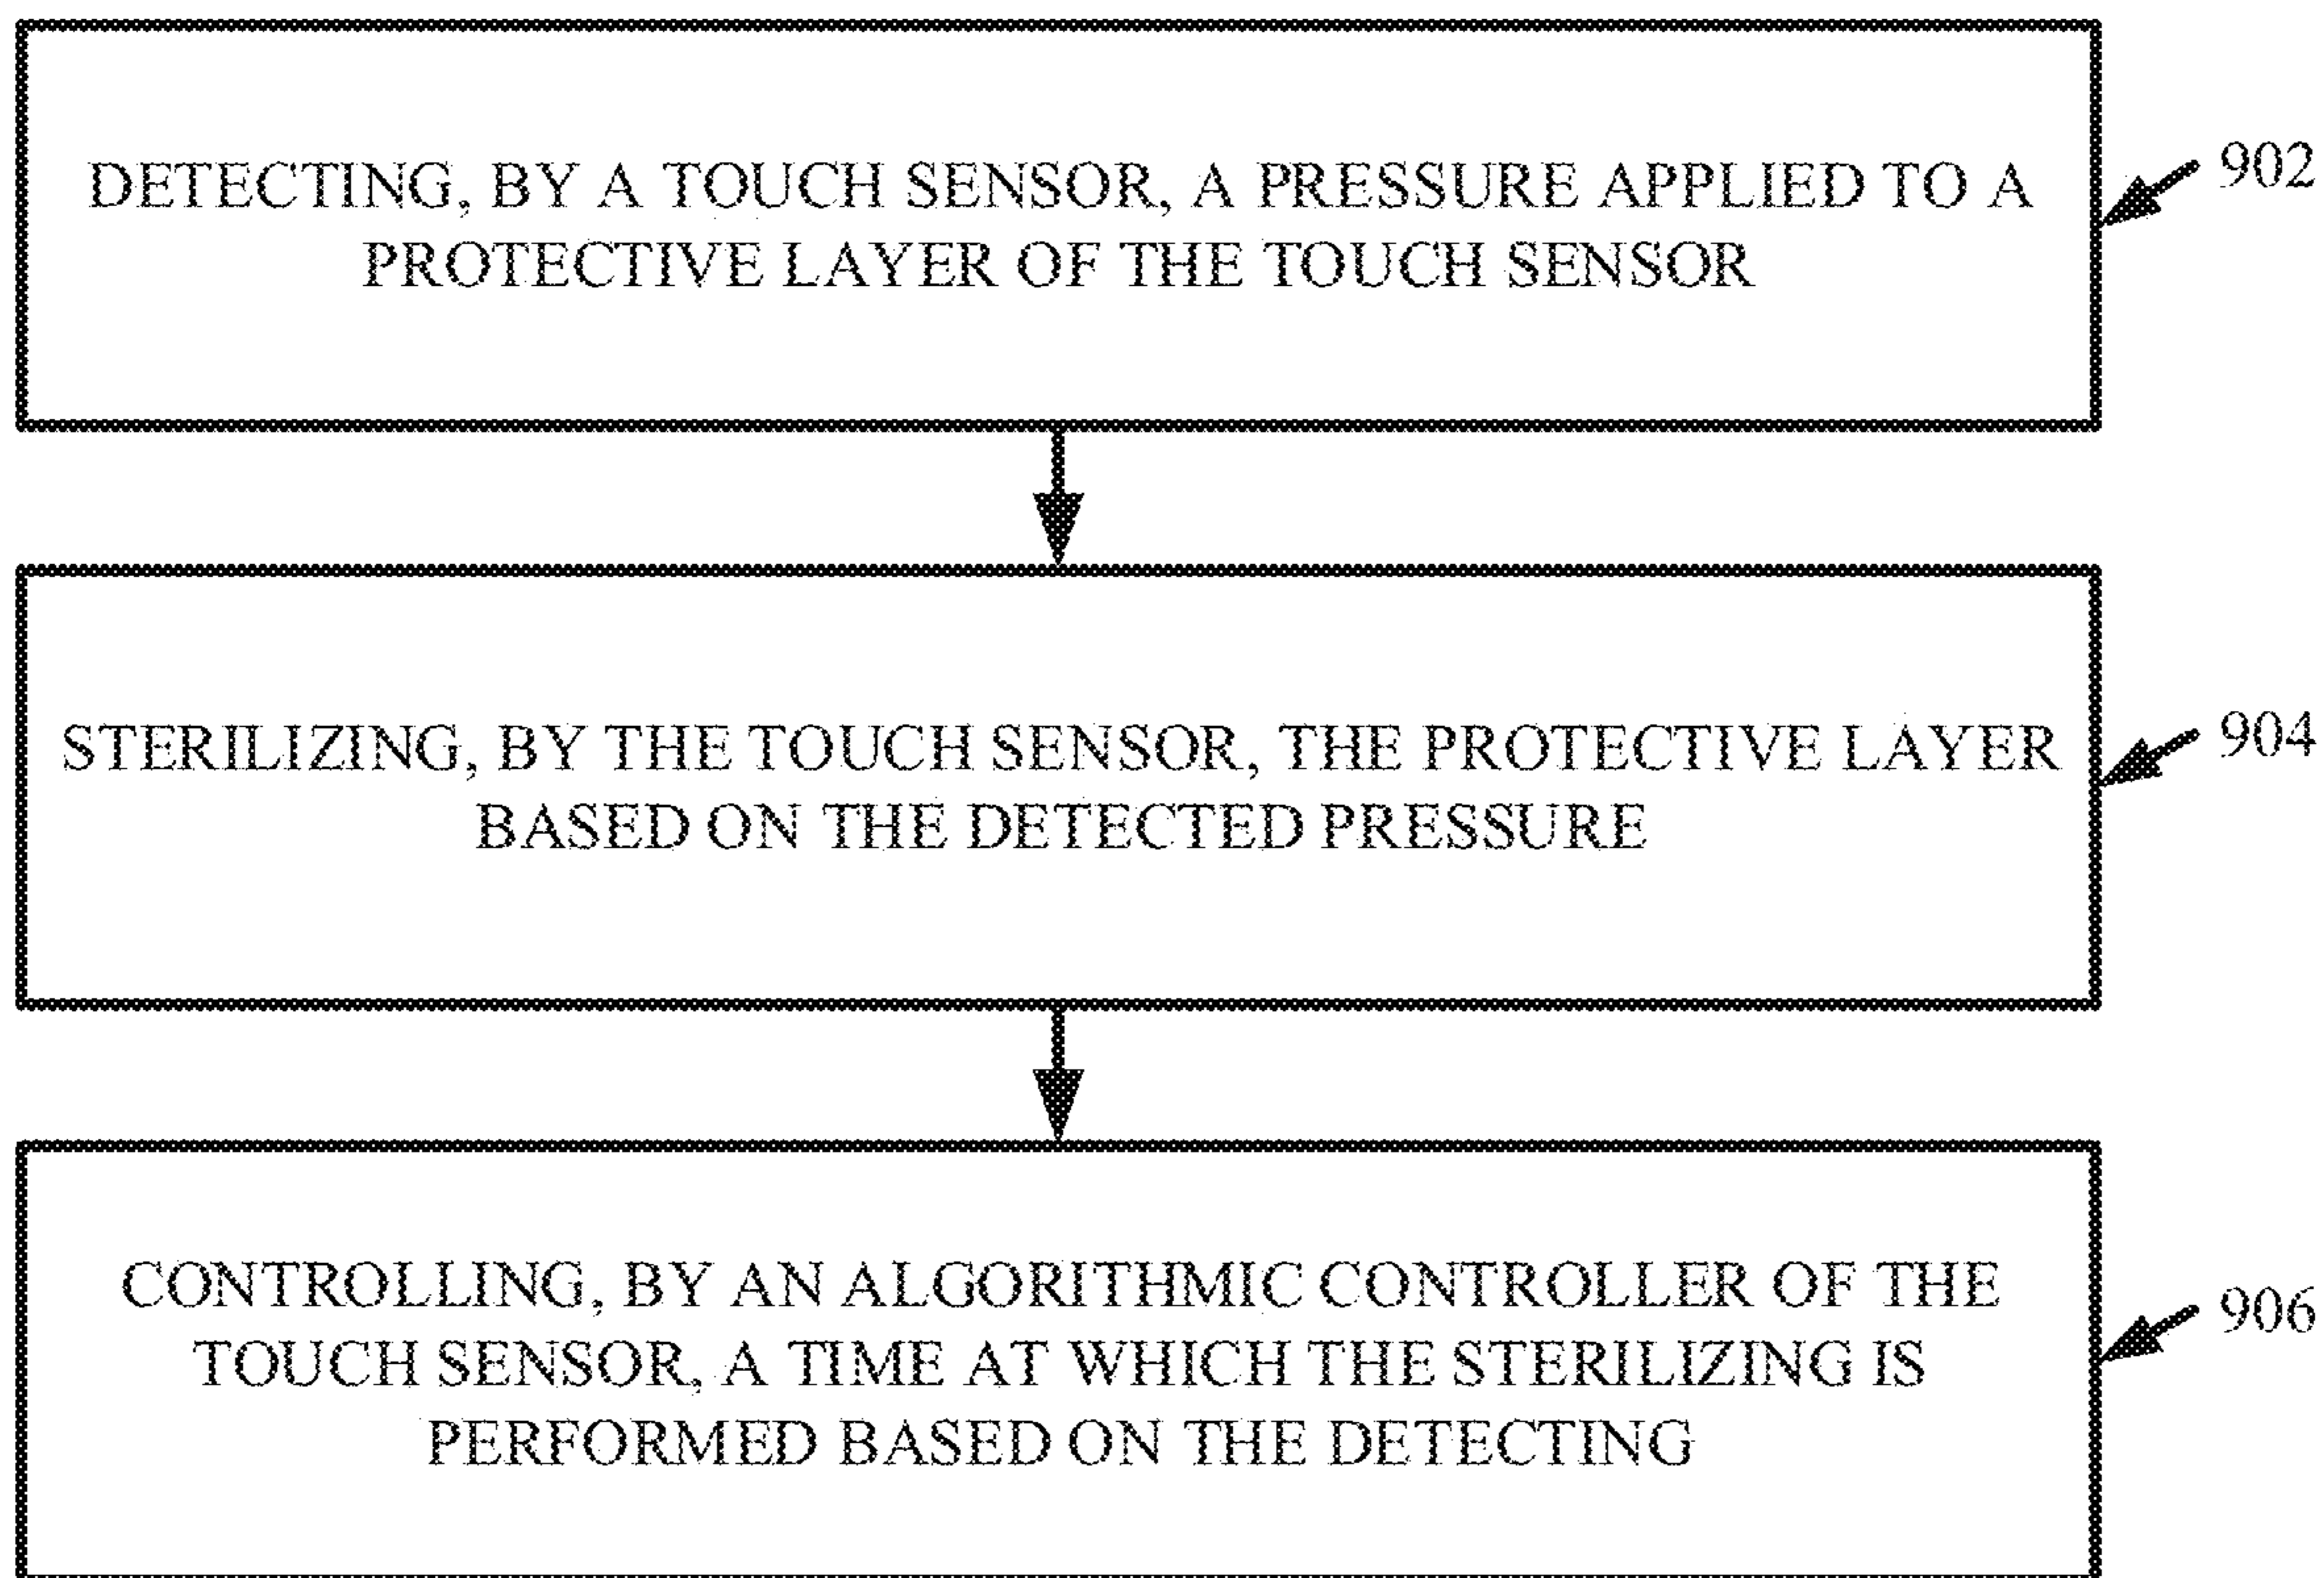 DETECTING, BY A TOUCH SENSOR, A PRESSURE APPLIED TO A
PROTECTIVE LAYER OF THE TOUCH SENSOR
902
STERILIZING, BY THE TOUCH SENSOR, THE PROTECTIVE LAYER
BASED ON THE DETECTED PRESSURE
904
CONTROLLING, BY AN ALGORITHMIC CONTROLLER OF THE
TOUCH SENSOR, A TIME AT WHICH THE STERILIZING IS
PERFORMED BASED ON THE DETECTING
906